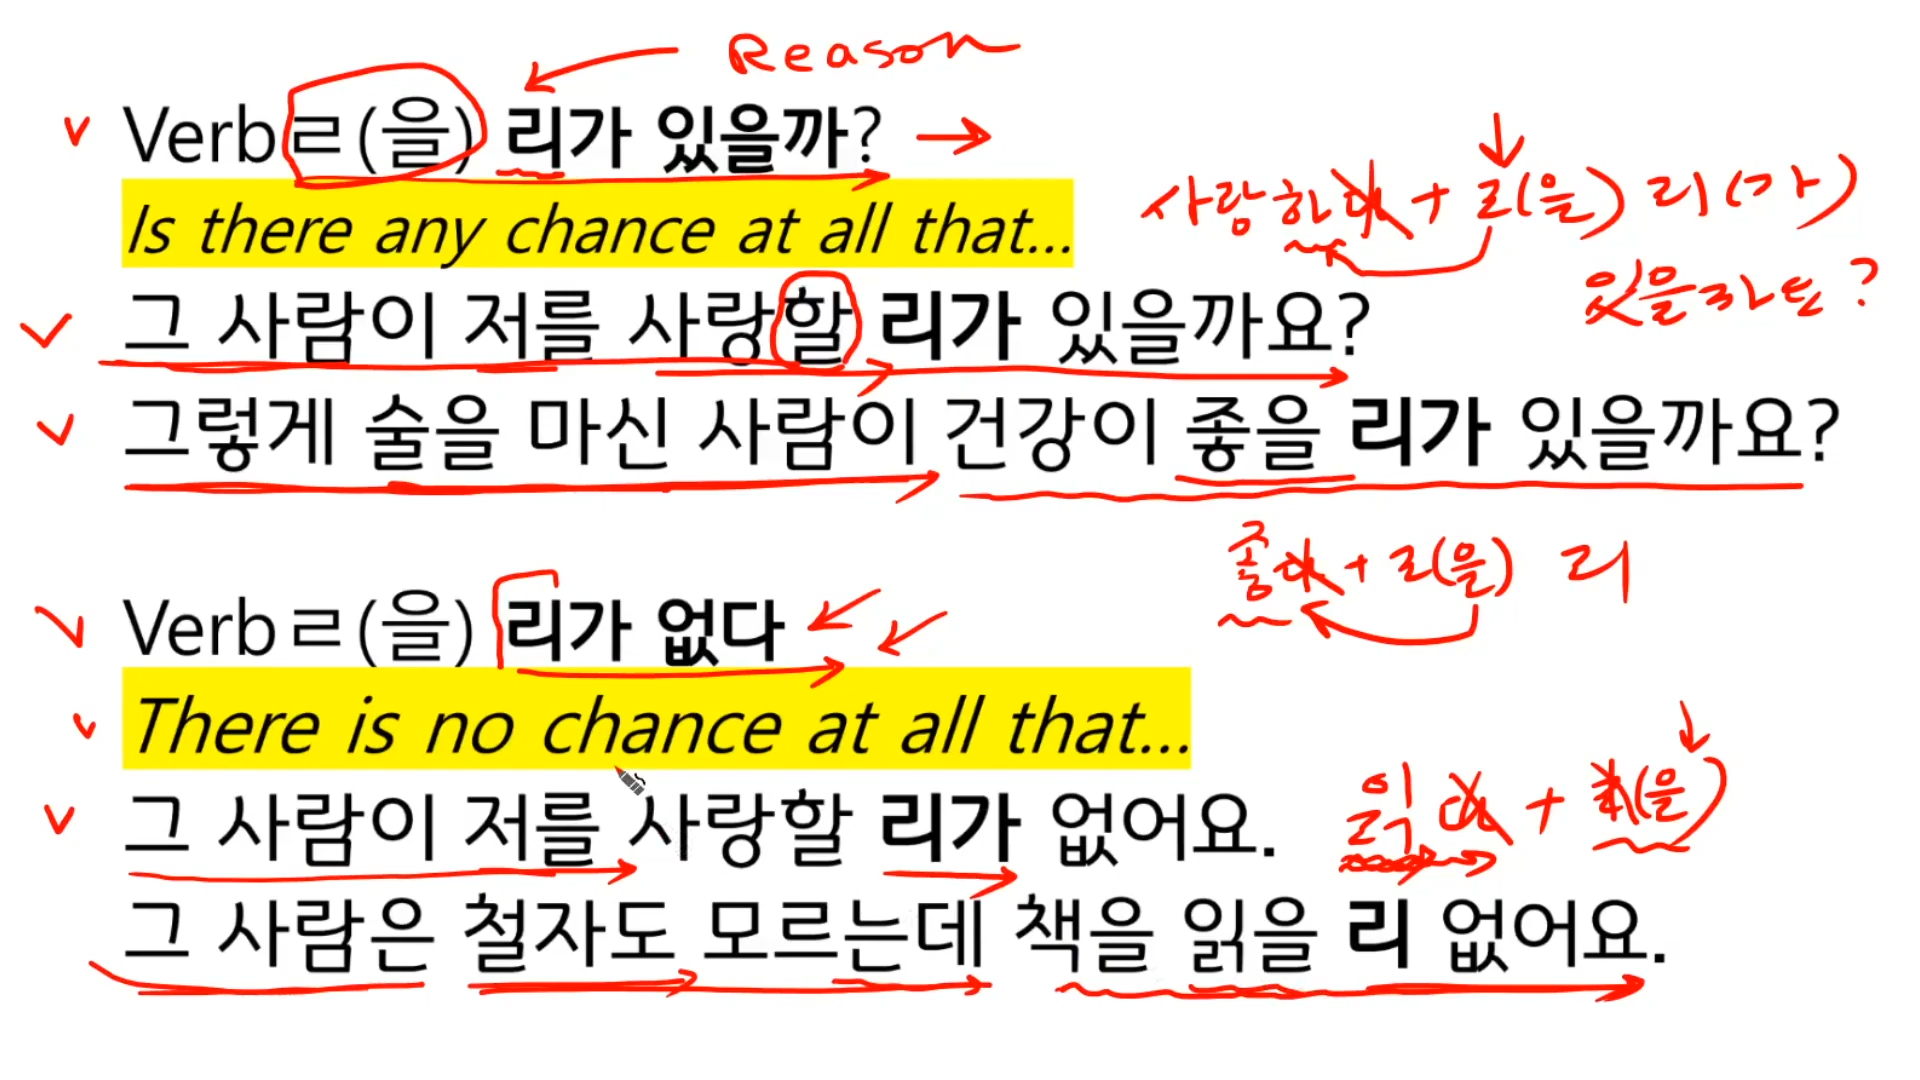 Reason
Verbㄹ(을) 리가 있을까?
Is there any chance at all that...
사랑하다 + ㄹ(을) 리(가)
있을까요?
그 사람이 저를 사랑할 리가 있을까요?
그렇게 술을 마신 사람이 건강이 좋을 리가 있을까요?
좋다 + ㄹ(을) 리
Verbㄹ(을) 리가 없다
There is no chance at all that...
읽다 + ㄹ(을)
그 사람이 저를 사랑할 리가 없어요.
그 사람은 철자도 모르는데 책을 읽을 리 없어요.